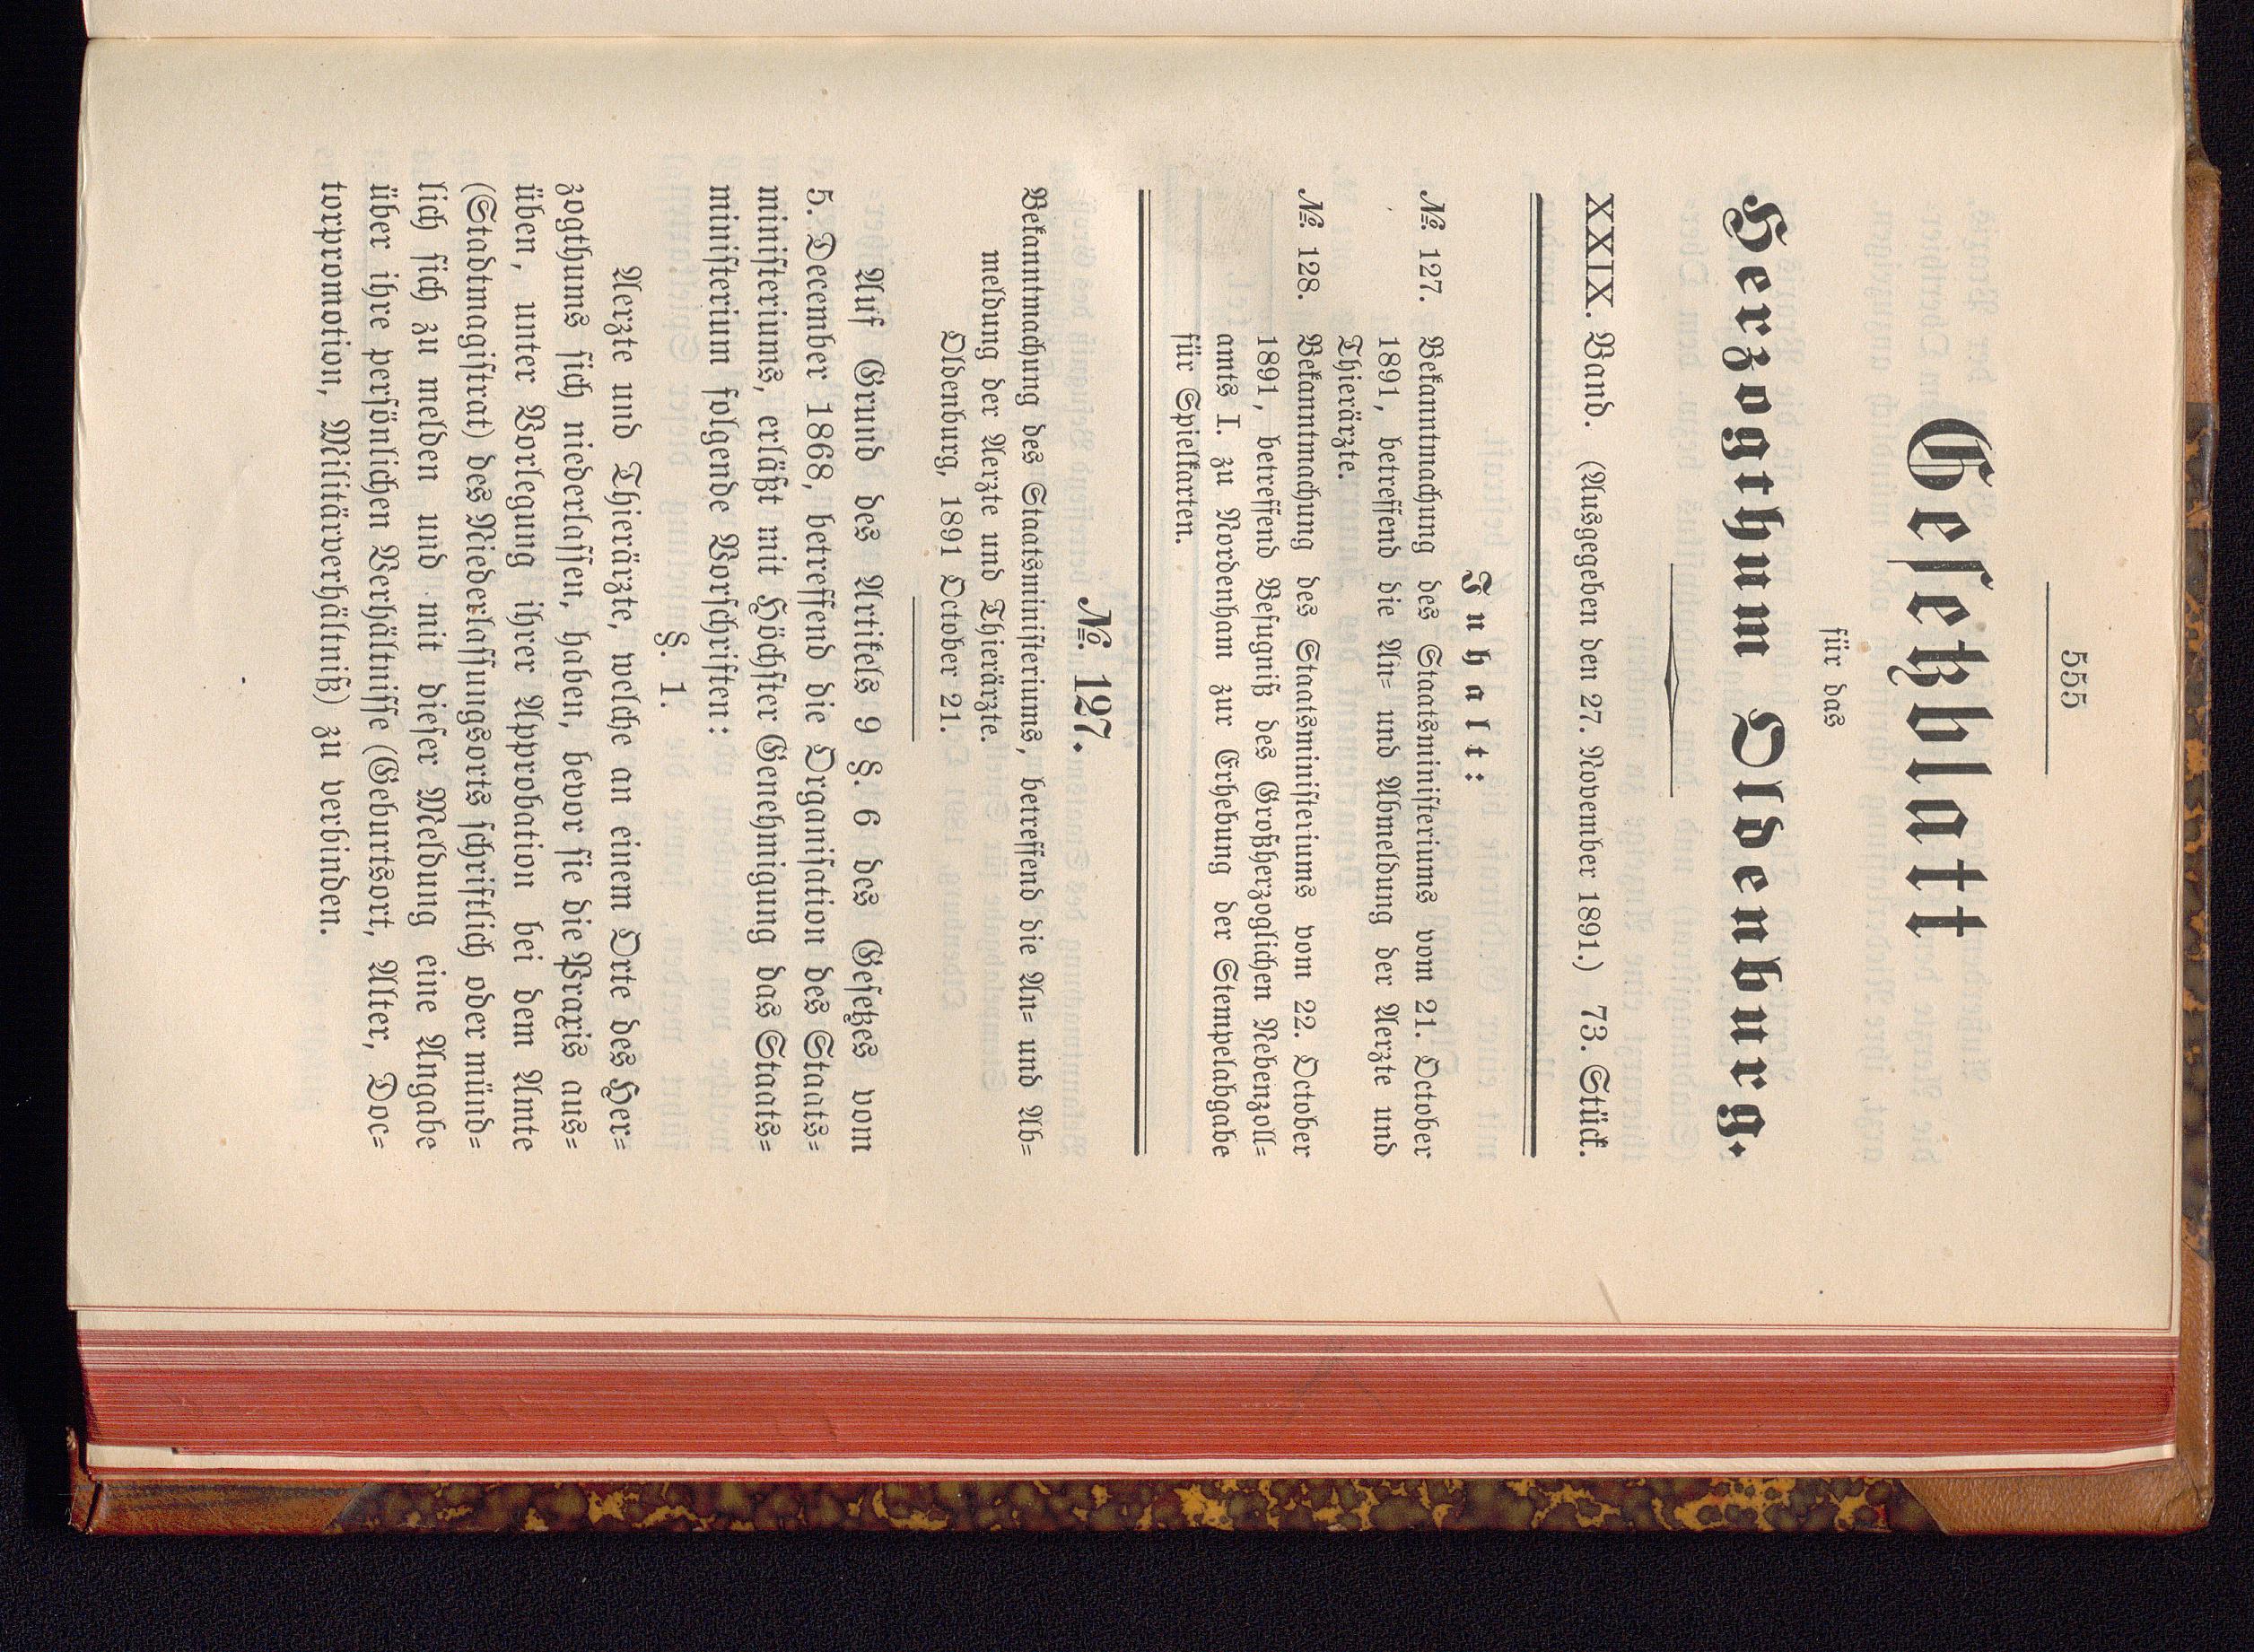 555
Gesetzblatt
für das
Herzogthum Oldenburg.
XXIX. Band. (Ausgegeben den 27. November 1891.) 73. Stück.
Inhalt:
№ 127. Bekanntmachung des Staatsministeriums vom 21. October
1891, betreffend die An- und Abmeldung der Aerzte und
Thierärzte.
№ 128. Bekanntmachung des Staatsministeriums vom 22. October
1891, betreffend Befugniß des Großherzoglichen Nebenzoll-
amts I. zu Nordenham zur Erhebung der Stempelabgabe
für Spielkarten.
№. 127.
Bekanntmachung des Staatsministeriums, betreffend die An- und Ab-
meldung der Aerzte und Thierärzte.
Oldenburg, 1891 October 21.
Auf Grund des Artikels 9 §. 6 des Gesetzes vom
5. December 1868, betreffend die Organisation des Staats-
ministeriums, erläßt mit Höchster Genehmigung das Staats-
ministerium folgende Vorschriften:
§. 1.
Aerzte und Thierärzte, welche an einem Orte des Her-
zogthums sich niederlassen, haben, bevor sie die Praxis aus-
üben, unter Vorlegung ihrer Approbation bei dem Amte
(Stadtmagistrat) des Niederlassungsorts schriftlich oder münd-
lich sich zu melden und mit dieser Meldung eine Angabe
über ihre persönlichen Verhältnisse (Geburtsort, Alter, Doc-
torpromotion, Militärverhältniß) zu verbinden.